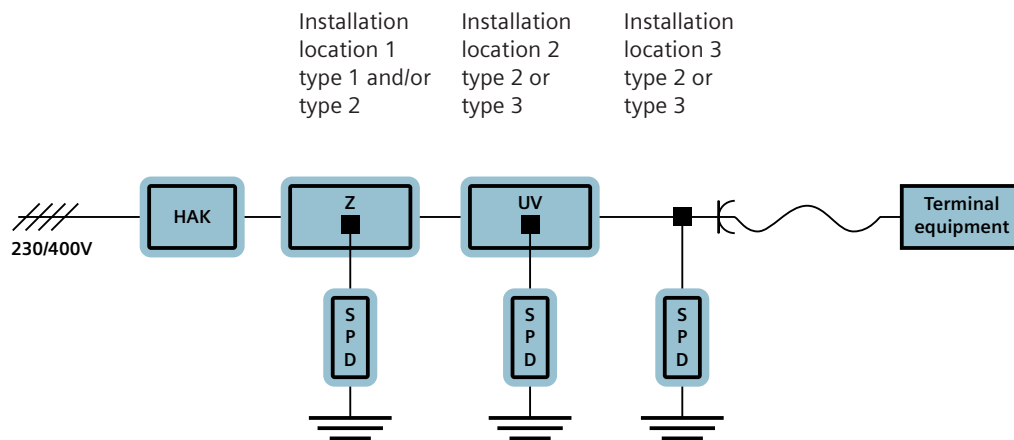 Installation
location 1
type 1 and/or
type 2
Installation
location 2
type 2 or
type 3
Installation
location 3
type 2 or
type 3
230/400V
HAK
Z
UV
Terminal
equipment
S
P
D
S
P
D
S
P
D